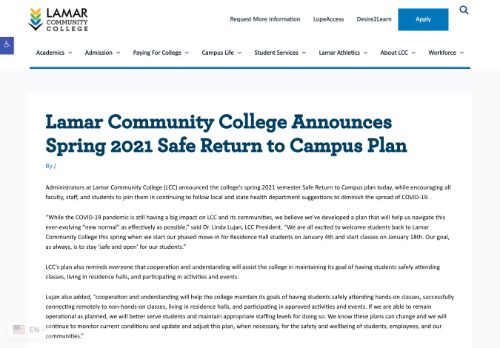 LAMAR
COMMUNITY
COLLEGE
Request More Information LopeAccess Desire2Learn Apply
Academics Admission Paying For College Campus Life Student Services Lamar Athletics About LCC Workforce
Lamar Community College Announces
Spring 2021 Safe Return to Campus Plan
By /
Administrators at Lamar Community College (LCC) announced the college's spring 2021 semester Safe Return to Campus plan today, while encouraging all
faculty, staff, and students to join them in continuing to follow local and state health department suggestions to diminish the spread of COVID-19.
"While the COVID-19 pandemic is still having a big impact on LCC and its communities, we believe we've developed a plan that will help us navigate this
ever-evolving "new normal" as effectively as possible," said Dr. Linda Lujan, LCC President. "We are all excited to welcome students back to Lamar
Community College this spring when we start our phased move-in for Residence Hall students on January 4th and start classes on January 18th. Our goal,
as always, is to stay 'safe and open' for our students."
LCC's plan also reminds everyone that cooperation and understanding will assist the college in maintaining its goal of having students safely attending
classes, living in residence halls, and participating in activities and events.
Lujan also added, "cooperation and understanding will help the college maintain its goals of having students safely attending hands-on classes, successfully
connecting remotely to non-hands-on classes, living in residence halls, and participating in approved activities and events. If we are able to remain
operational as planned, we will better serve students and maintain appropriate staffing levels for doing so. We know these plans can change and we will
continue to monitor current conditions and update and adjust this plan, when necessary, for the safety and wellbeing of students, employees, and our
communities."
EN